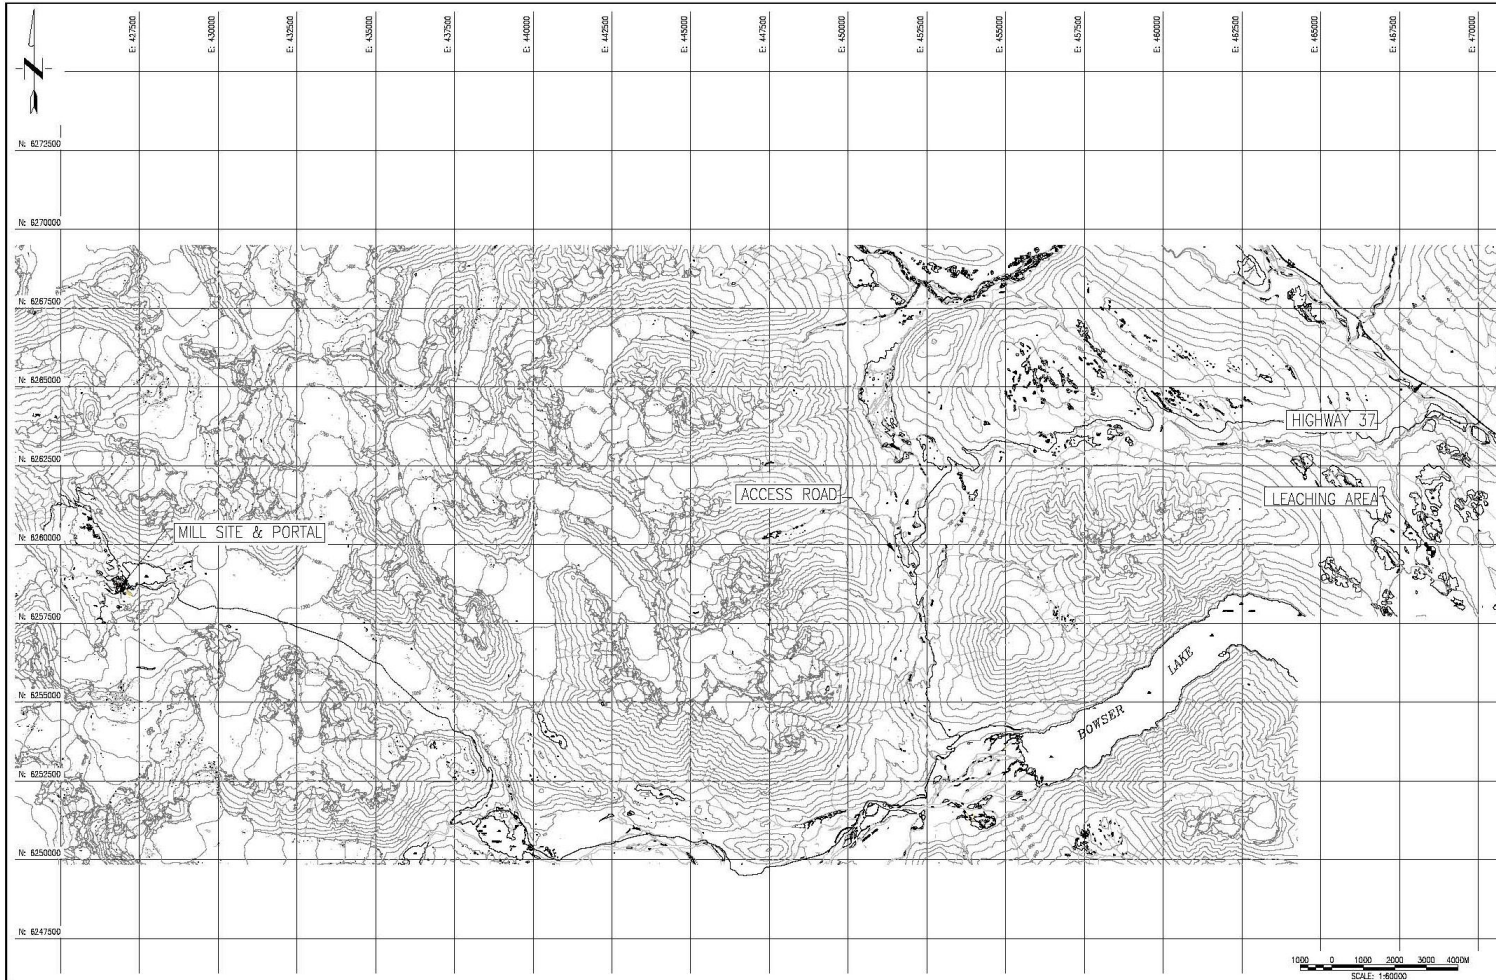 E: 427500
E: 430000
E: 432500
E: 435000
E: 437500
E: 440000
E: 442500
E: 445000
E: 447500
E: 450000
E: 452500
E: 455000
E: 457500
E: 460000
E: 462500
E: 465000
E: 467500
E: 470000
N
N: 6272500
N: 6270000
N: 6267500
N: 6265000
HIGHWAY 37
N: 6262500
ACCESS ROAD
LEACHING AREA
MILL SITE & PORTAL
N: 6260000
N: 6257500
LAKE
N: 6255000
BOWSER
N: 6252500
N: 6250000
N: 6247500
1000 0 1000 2000 3000 4000M
SCALE: 1:60000